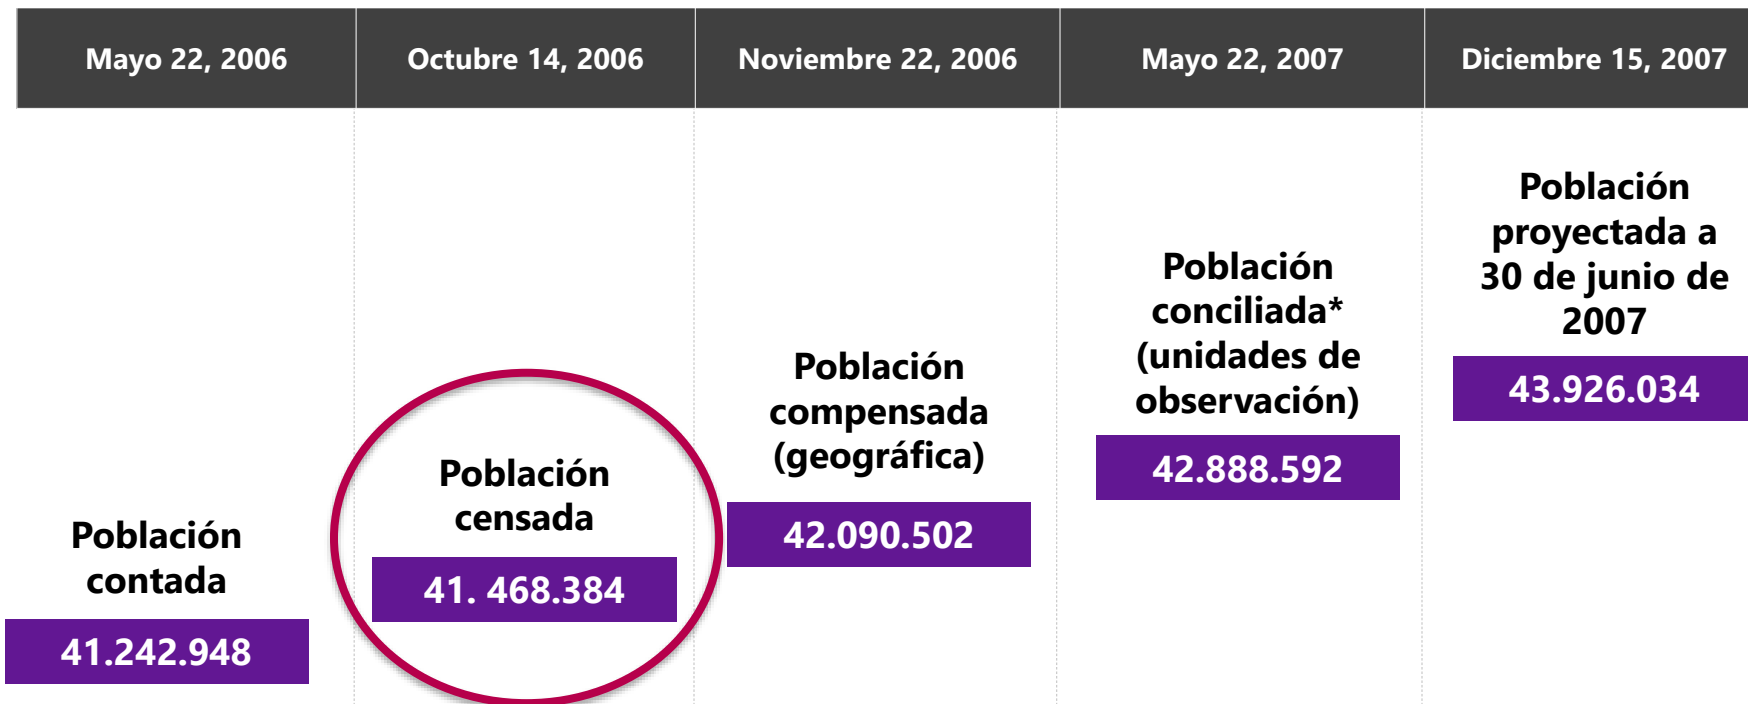 Mayo 22, 2006
Octubre 14, 2006
Noviembre 22, 2006
Mayo 22, 2007
Diciembre 15, 2007
Población
contada
41.242.948
Población
censada
41. 468.384
Población
compensada
(geográfica)
42.090.502
Población
conciliada*
(unidades de
observación)
42.888.592
Población
proyectada a
30 de junio de
2007
43.926.034